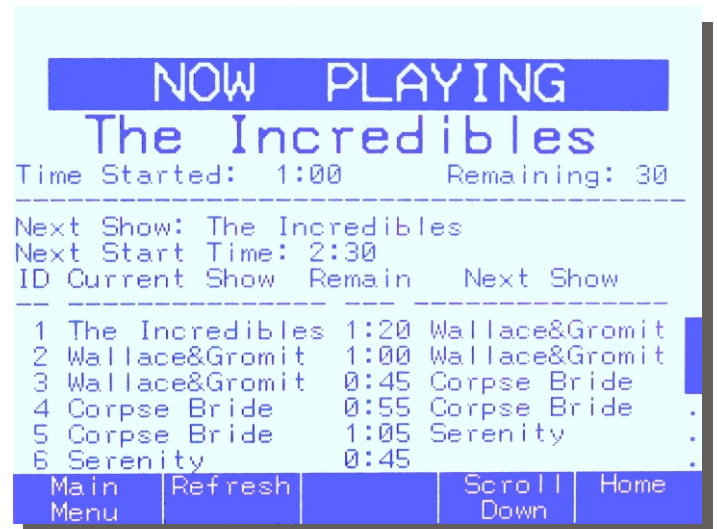 NOW PLAYING
The Incredibles
Time Started: 1:00 Remaining: 30
Next Show: The Incredibles
Next Start Time: 2:30
ID Current Show Remain Next Show
1 The Incredibles 1:20 Wallace&Gromit
2 Wallace&Gromit 1:00 Wallace&Gromit
3 Wallace&Gromit 0:45 Corpse Bride
4 Corpse Bride 0:55 Corpse Bride
5 Corpse Bride 1:05 Serenity
6 Serenity 0:45
Main Menu Refresh Scroll Down Home